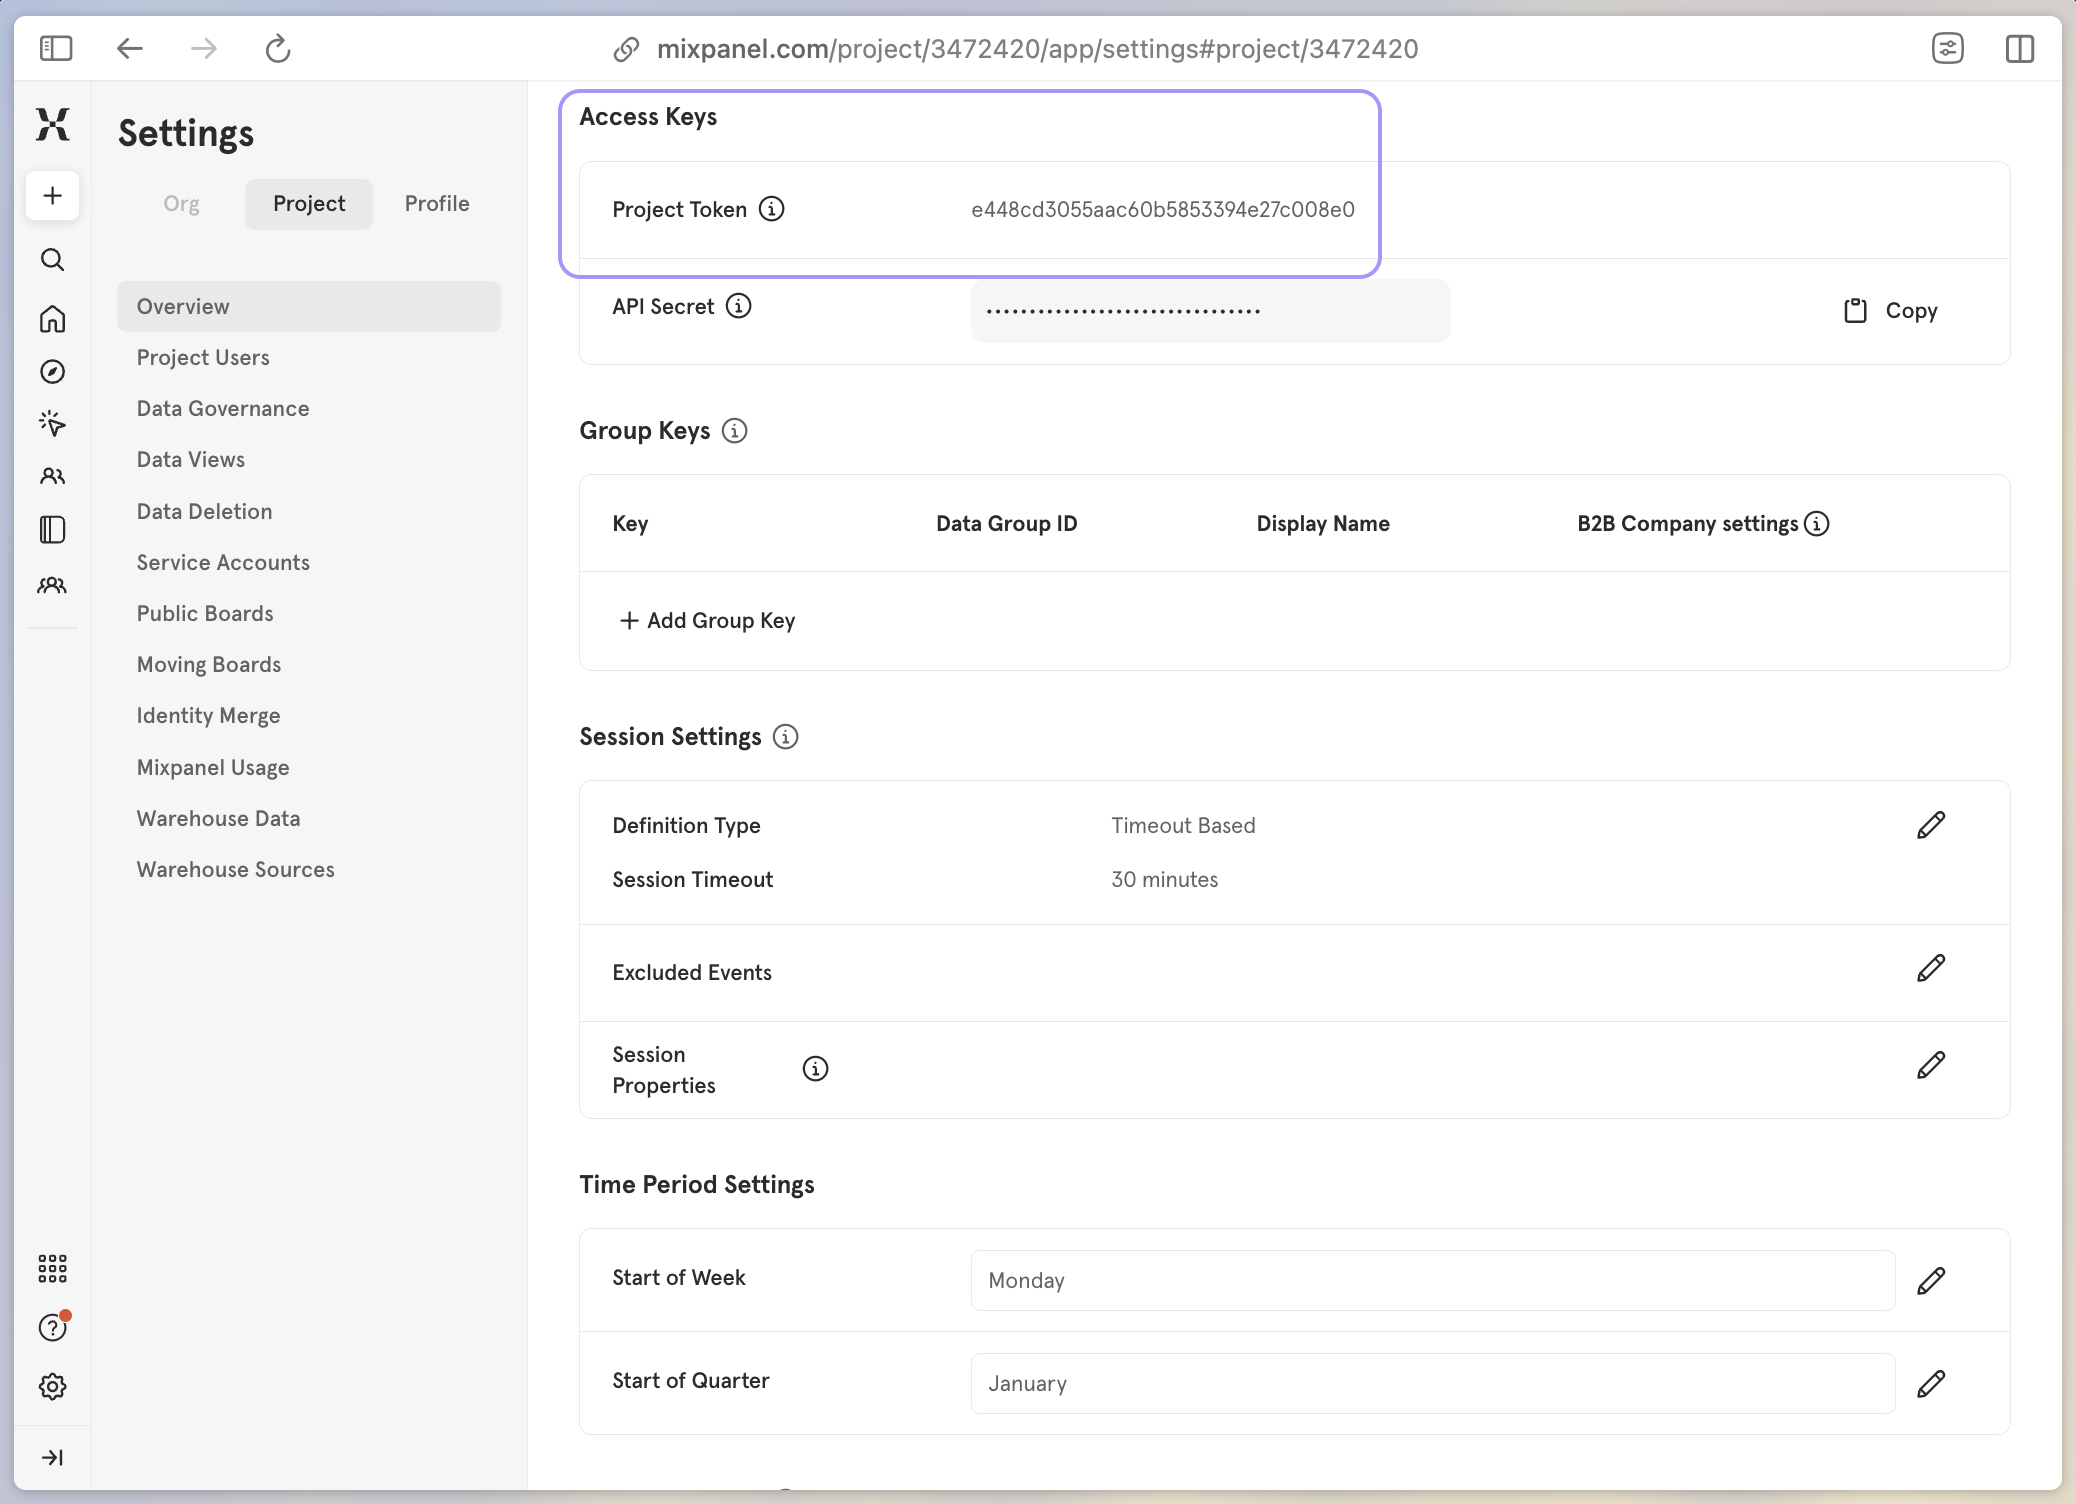 mixpanel.com/project/3472420/app/settings#project/3472420
Settings
Org
Project
Profile
Overview
Project Users
Data Governance
Data Views
Data Deletion
Service Accounts
Public Boards
Moving Boards
Identity Merge
Mixpanel Usage
Warehouse Data
Warehouse Sources
Access Keys
Project Token
e448cd3055aac60b5853394e27c008e0
API Secret
••••••••••••••••••••••••••••••••
Copy
Group Keys
Key
Data Group ID
Display Name
B2B Company settings
+ Add Group Key
Session Settings
Definition Type
Timeout Based
Session Timeout
30 minutes
Excluded Events
Session
Properties
Time Period Settings
Start of Week
Monday
Start of Quarter
January